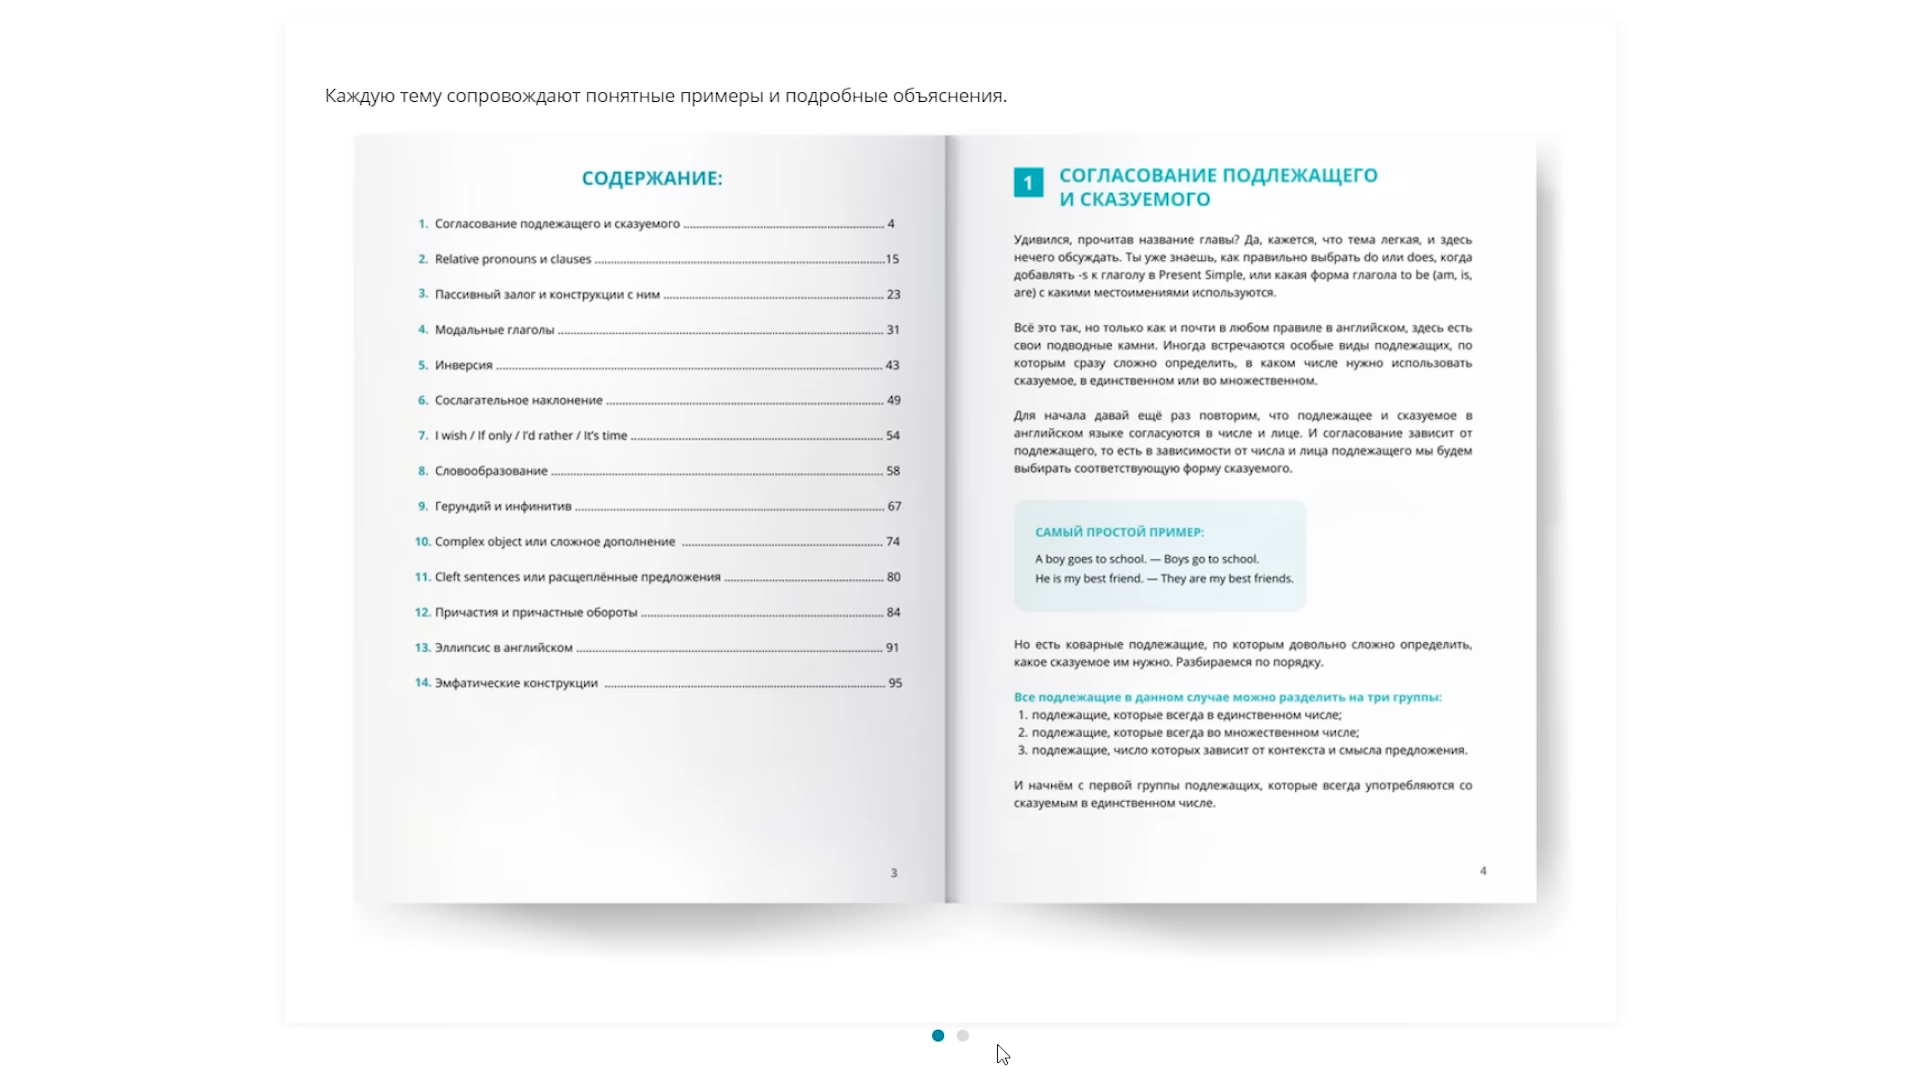 Каждую тему сопровождают понятные примеры и подробные объяснения.
СОДЕРЖАНИЕ:
1. Согласование подлежащего и сказуемого ........ 4
2. Relative pronouns и clauses ........ 15
3. Пассивный залог и конструкции с ним ........ 23
4. Модальные глаголы ........ 31
5. Инверсия ........ 43
6. Сослагательное наклонение ........ 49
7. I wish / If only / I'd rather / It's time ........ 54
8. Словообразование ........ 58
9. Герундий и инфинитив ........ 67
10. Complex object или сложное дополнение ........ 74
11. Cleft sentences или расщеплённые предложения ........ 80
12. Причастия и причастные обороты ........ 84
13. Эллипсис в английском ........ 91
14. Эмфатические конструкции ........ 95
3
1 СОГЛАСОВАНИЕ ПОДЛЕЖАЩЕГО
И СКАЗУЕМОГО
Удивился, прочитав название главы? Да, кажется, что тема легкая, и здесь
нечего обсуждать. Ты уже знаешь, как правильно выбрать do или does, когда
добавлять -s к глаголу в Present Simple, или какая форма глагола to be (am, is,
are) с какими местоимениями используются.
Всё это так, но только как и почти в любом правиле в английском, здесь есть
свои подводные камни. Иногда встречаются особые виды подлежащих, по
которым сразу сложно определить, в каком числе нужно использовать
сказуемое, в единственном или во множественном.
Для начала давай ещё раз повторим, что подлежащее и сказуемое в
английском языке согласуются в числе и лице. И согласование зависит от
подлежащего, то есть в зависимости от числа и лица подлежащего мы будем
выбирать соответствующую форму сказуемого.
САМЫЙ ПРОСТОЙ ПРИМЕР:
A boy goes to school. — Boys go to school.
He is my best friend. — They are my best friends.
Но есть коварные подлежащие, по которым довольно сложно определить,
какое сказуемое им нужно. Разбираемся по порядку.
Все подлежащие в данном случае можно разделить на три группы:
1. подлежащие, которые всегда в единственном числе;
2. подлежащие, которые всегда во множественном числе;
3. подлежащие, число которых зависит от контекста и смысла предложения.
И начнём с первой группы подлежащих, которые всегда употребляются со
сказуемым в единственном числе.
4